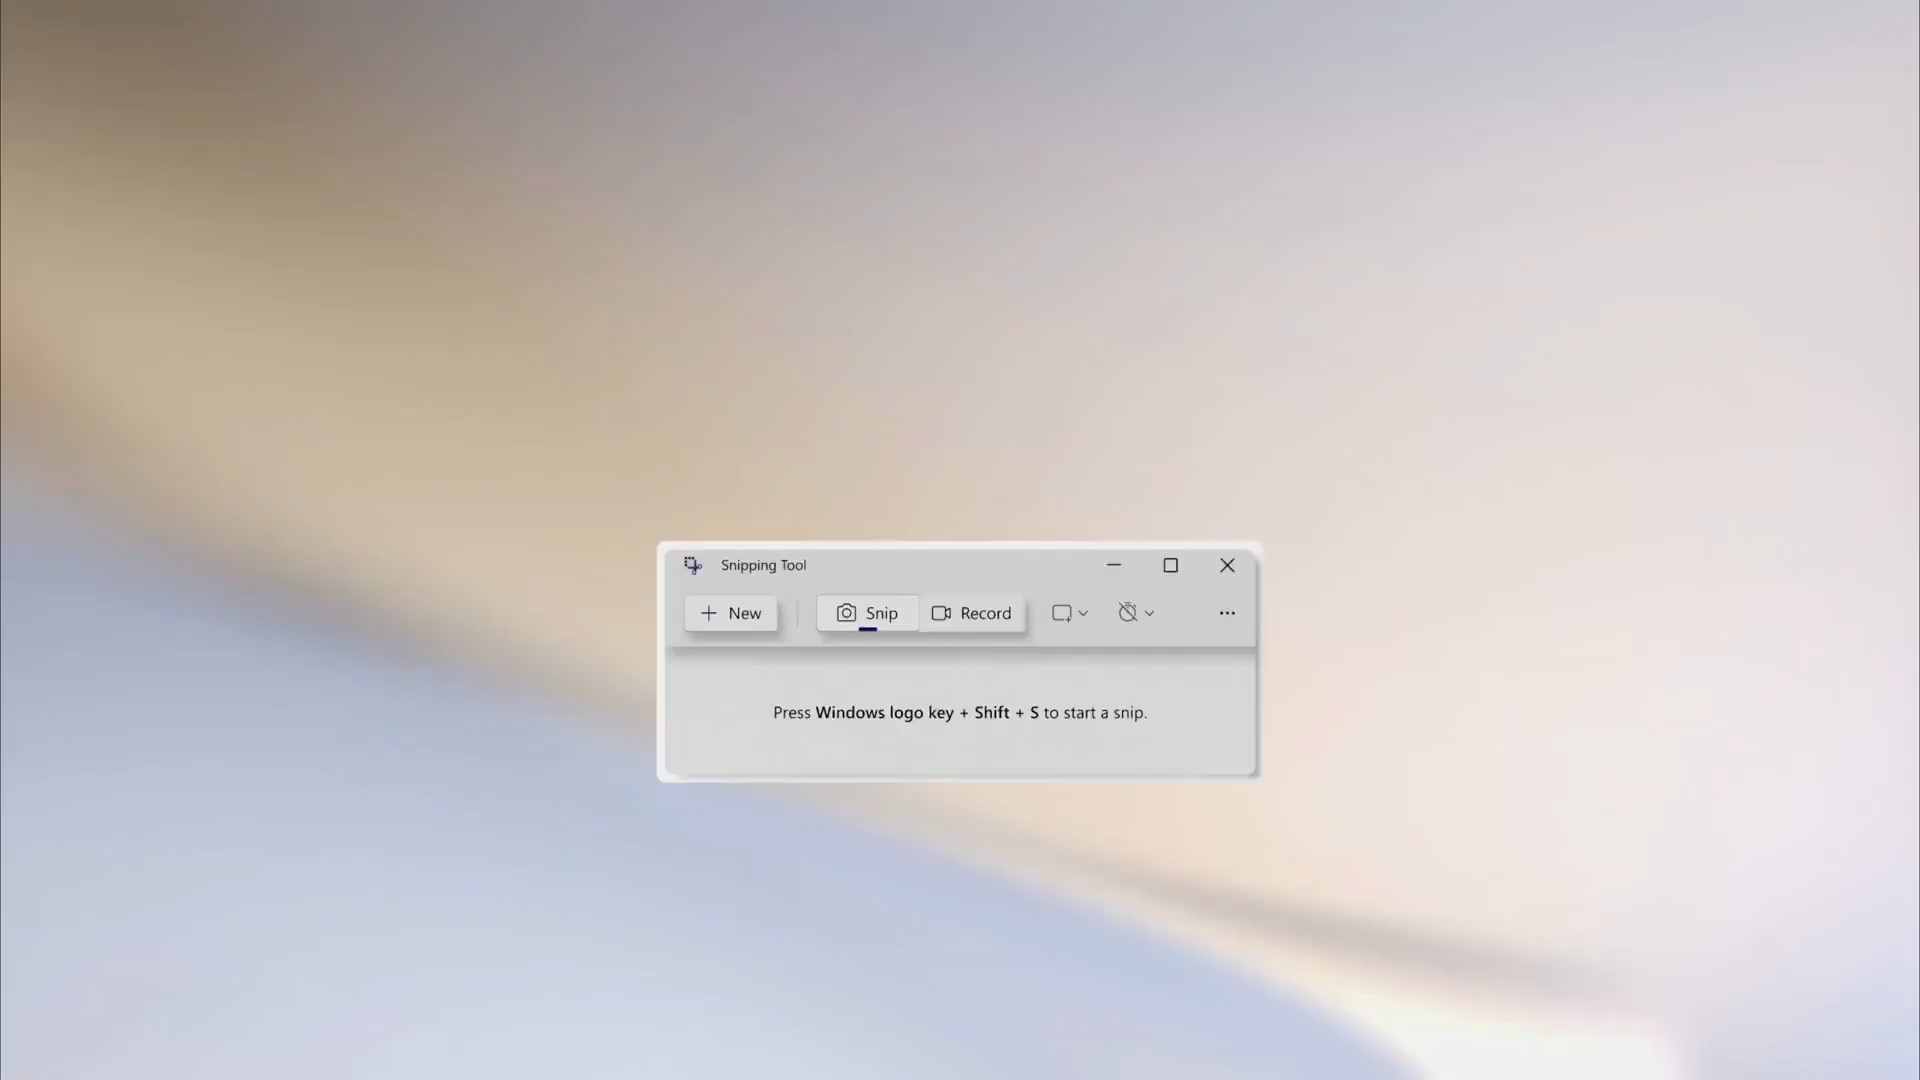 Snipping Tool
New
Snip
Record
Press Windows logo key + Shift + S to start a snip.